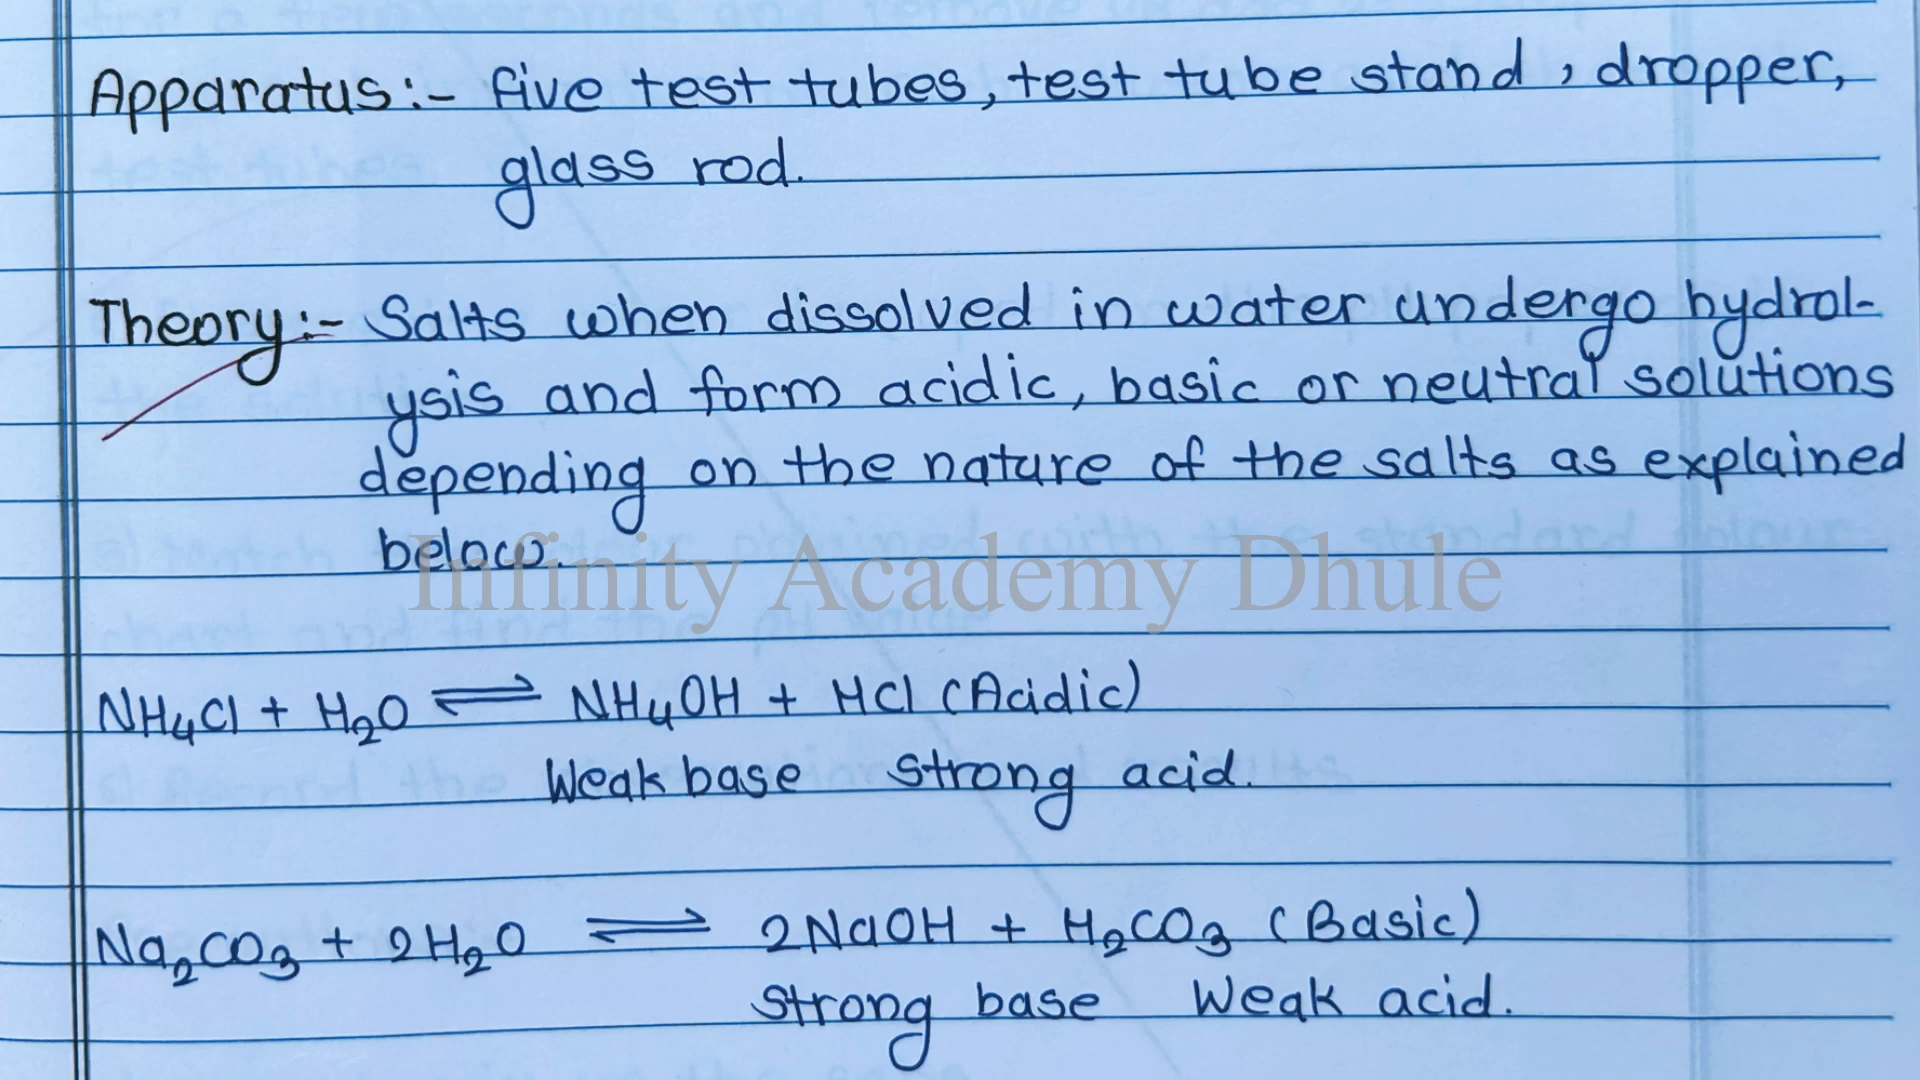 Apparatus:- five test tubes, test tube stand, dropper,
glass rod.
Theory:- Salts when dissolved in water undergo hydrol-
ysis and form acidic, basic or neutral solutions
depending on the nature of the salts as explained
below.
Infinity Academy Dhule
NH₄Cl + H₂O ⇌ NH₄OH + HCl (Acidic)
Weak base strong acid.
Na₂CO₃ + 2H₂O ⇌ 2NaOH + H₂CO₃ (Basic)
strong base Weak acid.